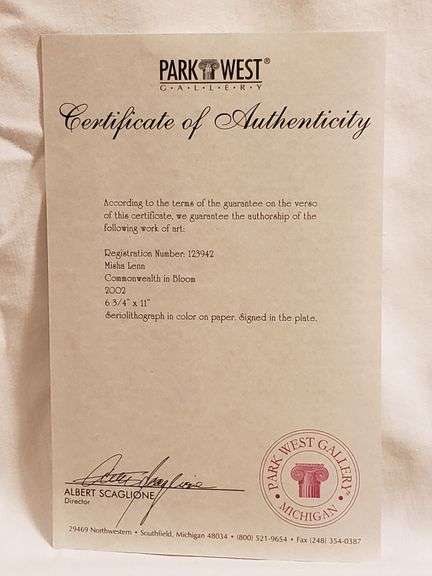 PARK WEST®
G·A·L·L·E·R·Y
Certificate of Authenticity
According to the terms of the guarantee on the verso
of this certificate, we guarantee the authorship of the
following work of art:
Registration Number: 123942
Misha Lenn
Commonwealth in Bloom
2002
6 3/4" x 11"
Seriolithograph in color on paper. Signed in the plate.
ALBERT SCAGLIONE
Director
PARK WEST GALLERY®
• MICHIGAN •
29469 Northwestern • Southfield, Michigan 48034 • (800) 521-9654 • Fax (248) 354-0387